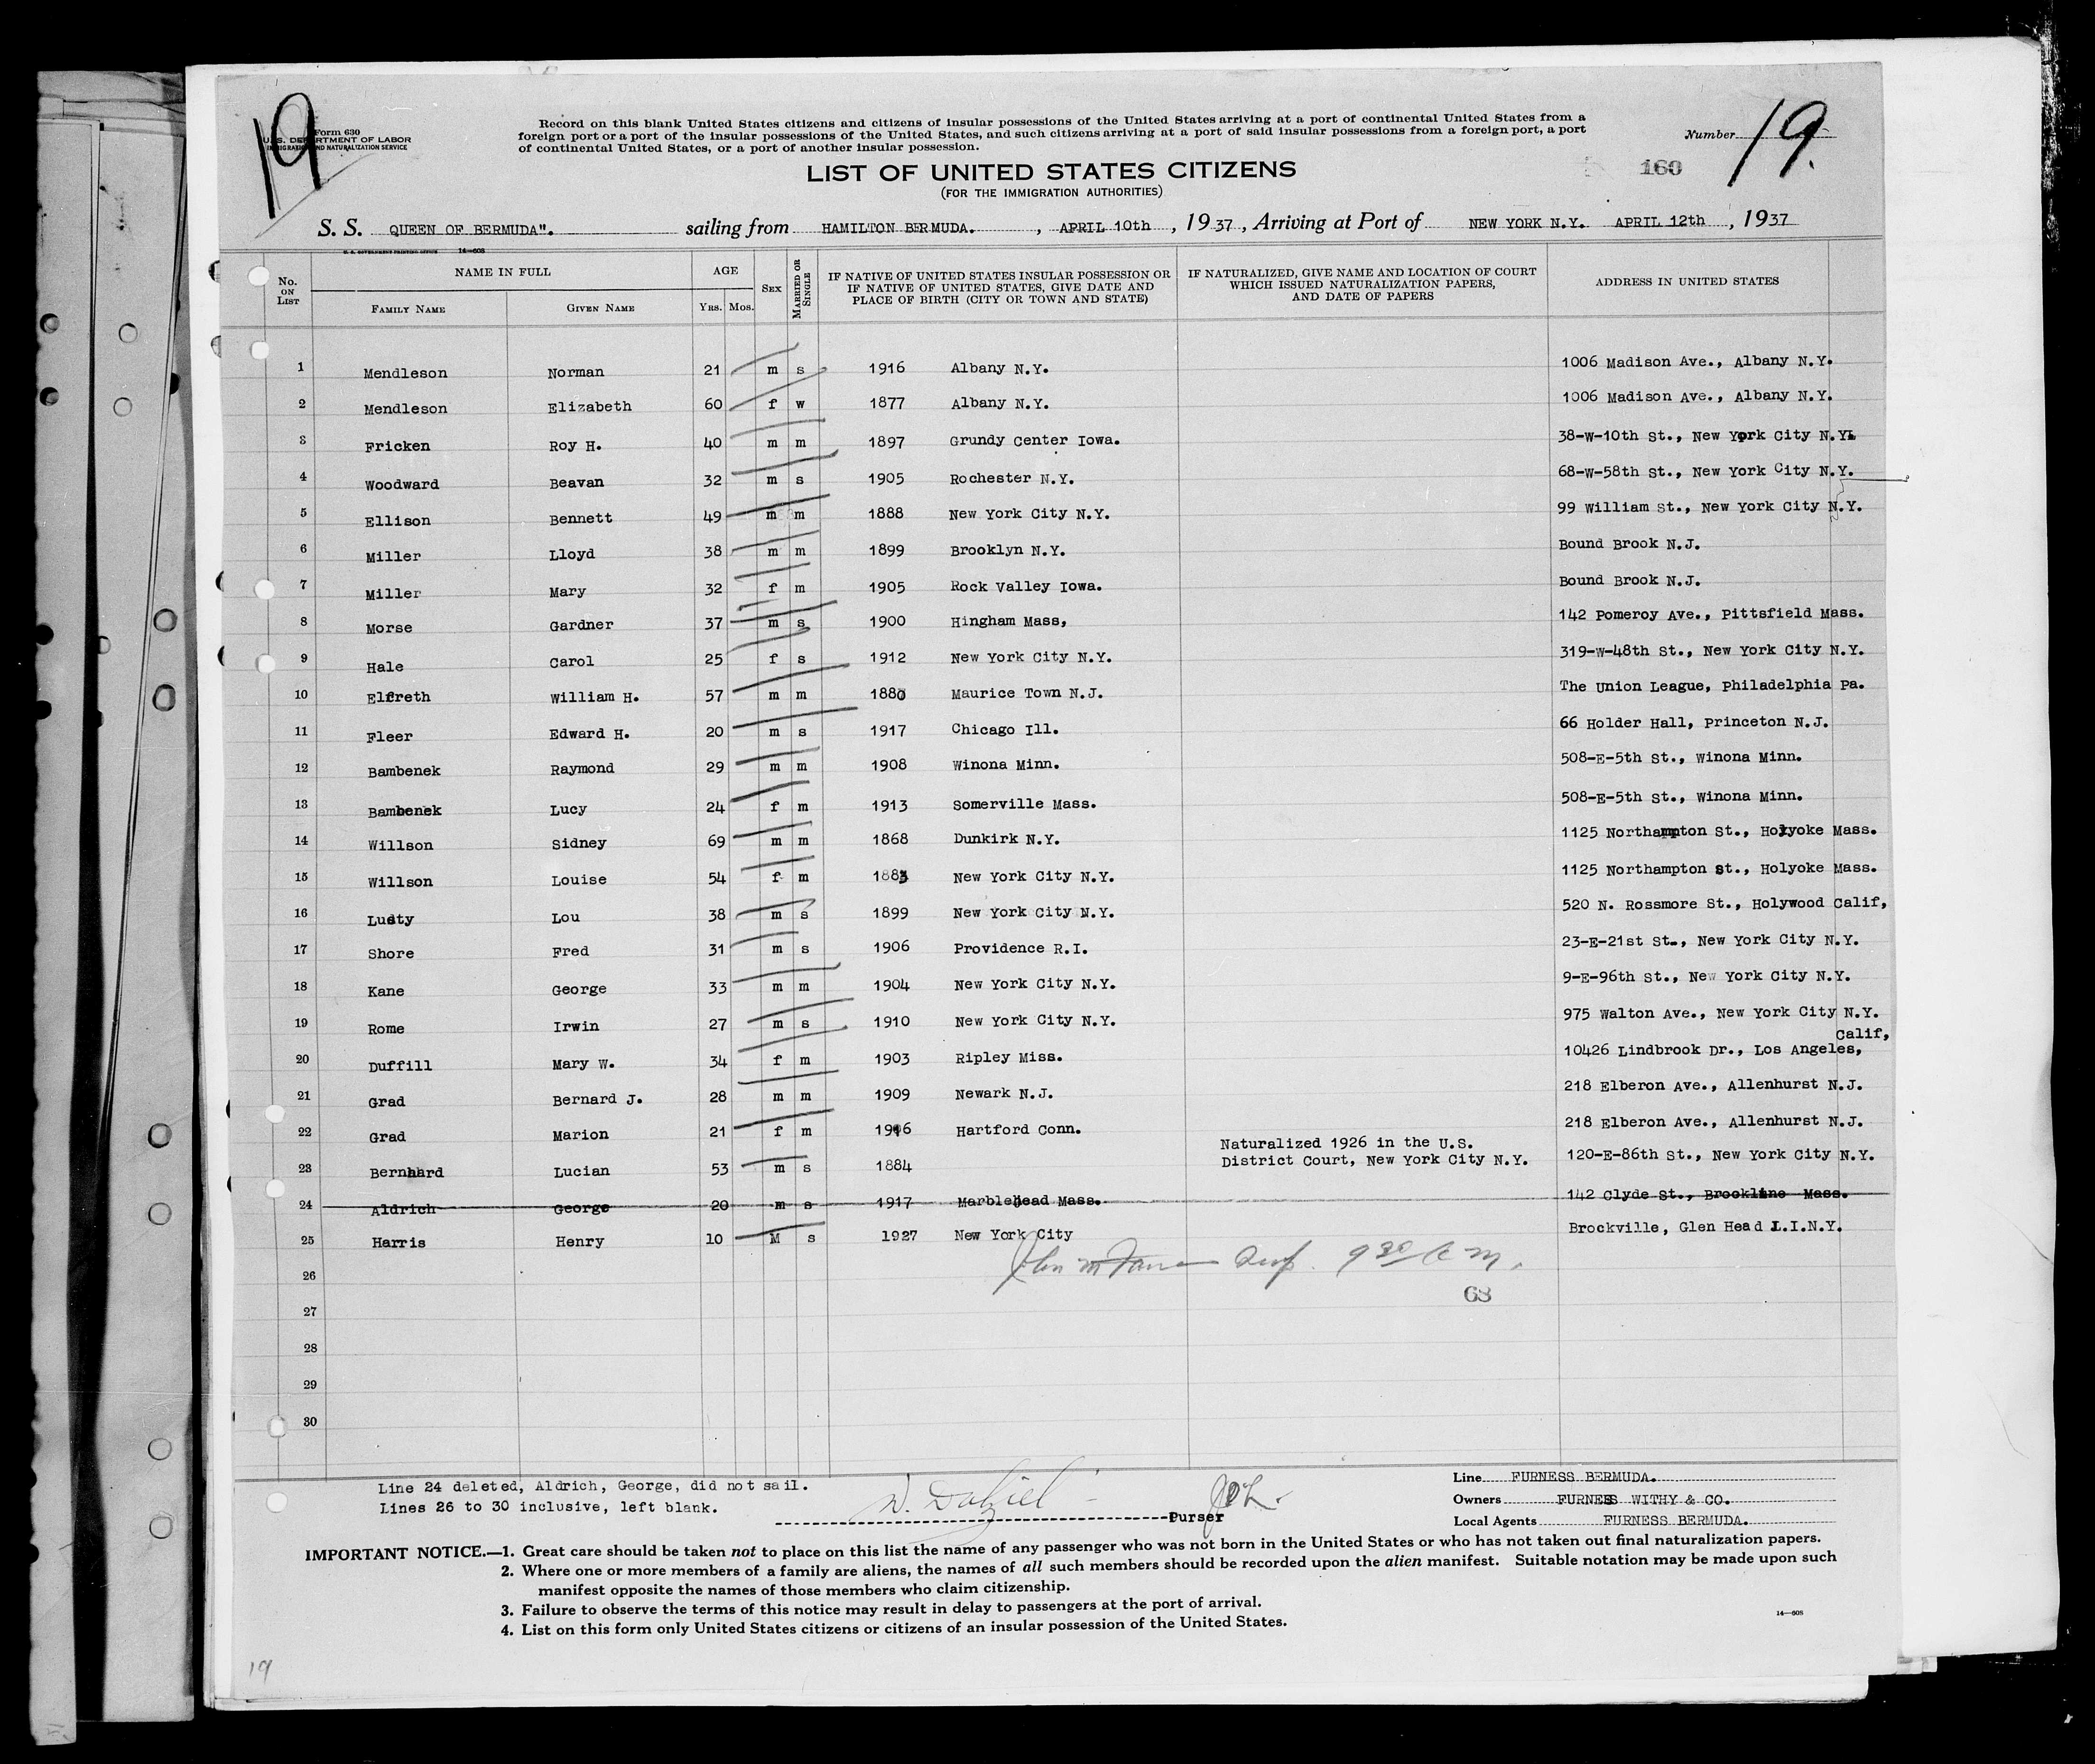 19
Form 630
U.S. DEPARTMENT OF LABOR
IMMIGRATION AND NATURALIZATION SERVICE
Record on this blank United States citizens and citizens of insular possessions of the United States arriving at a port of continental United States from a
foreign port or a port of the insular possessions of the United States, and such citizens arriving at a port of said insular possessions from a foreign port, a port
of continental United States, or a port of another insular possession.
Number 19.
160
LIST OF UNITED STATES CITIZENS
(FOR THE IMMIGRATION AUTHORITIES)
S. S. QUEEN OF BERMUDA". sailing from HAMILTON BERMUDA. , APRIL 10th , 1937, Arriving at Port of NEW YORK N.Y. APRIL 12th , 1937
U. S. GOVERNMENT PRINTING OFFICE 14—608
No. ON LIST NAME IN FULL AGE SEX MARRIED OR SINGLE IF NATIVE OF UNITED STATES INSULAR POSSESSION OR IF NATIVE OF UNITED STATES, GIVE DATE AND PLACE OF BIRTH (CITY OR TOWN AND STATE) IF NATURALIZED, GIVE NAME AND LOCATION OF COURT WHICH ISSUED NATURALIZATION PAPERS, AND DATE OF PAPERS ADDRESS IN UNITED STATES
FAMILY NAME GIVEN NAME YRS. MOS.
1 Mendleson Norman 21 m s 1916 Albany N.Y. 1006 Madison Ave., Albany N.Y.
2 Mendleson Elizabeth 60 f w 1877 Albany N.Y. 1006 Madison Ave., Albany N.Y.
3 Fricken Roy H. 40 m m 1897 Grundy Center Iowa. 38-W-10th St., New York City N.Y.
4 Woodward Beavan 32 m s 1905 Rochester N.Y. 68-W-58th St., New York City N.Y.
5 Ellison Bennett 49 m m 1888 New York City N.Y. 99 William St., New York City N.Y.
6 Miller Lloyd 38 m m 1899 Brooklyn N.Y. Bound Brook N.J.
7 Miller Mary 32 f m 1905 Rock Valley Iowa. Bound Brook N.J.
8 Morse Gardner 37 m s 1900 Hingham Mass, 142 Pomeroy Ave., Pittsfield Mass.
9 Hale Carol 25 f s 1912 New York City N.Y. 319-W-48th St., New York City N.Y.
10 Elfreth William H. 57 m m 1880 Maurice Town N.J. The Union League, Philadelphia Pa.
11 Fleer Edward H. 20 m s 1917 Chicago Ill. 66 Holder Hall, Princeton N.J.
12 Bambenek Raymond 29 m m 1908 Winona Minn. 508-E-5th St., Winona Minn.
13 Bambenek Lucy 24 f m 1913 Somerville Mass. 508-E-5th St., Winona Minn.
14 Willson Sidney 69 m m 1868 Dunkirk N.Y. 1125 Northampton St., Holyoke Mass.
15 Willson Louise 54 f m 1883 New York City N.Y. 1125 Northampton St., Holyoke Mass.
16 Lusty Lou 38 m s 1899 New York City N.Y. 520 N. Rossmore St., Holywood Calif,
17 Shore Fred 31 m s 1906 Providence R.I. 23-E-21st St., New York City N.Y.
18 Kane George 33 m m 1904 New York City N.Y. 9-E-96th St., New York City N.Y.
19 Rome Irwin 27 m s 1910 New York City N.Y. 975 Walton Ave., New York City N.Y.
Calif,
20 Duffill Mary W. 34 f m 1903 Ripley Miss. 10426 Lindbrook Dr., Los Angeles,
21 Grad Bernard J. 28 m m 1909 Newark N.J. 218 Elberon Ave., Allenhurst N.J.
22 Grad Marion 21 f m 1916 Hartford Conn. 218 Elberon Ave., Allenhurst N.J.
Naturalized 1926 in the U.S.
23 Bernhard Lucian 53 m s 1884 District Court, New York City N.Y. 120-E-86th St., New York City N.Y.
24 Aldrich George 20 m s 1917 Marblehead Mass. 142 Clyde St., Brookline Mass.
25 Harris Henry 10 M s 1927 New York City Brockville, Glen Head L.I.N.Y.
26
27
28
29
30
9 30 A M.
63
Line 24 deleted, Aldrich, George, did not sail.
Lines 26 to 30 inclusive, left blank.
Purser
Line FURNESS BERMUDA.
Owners FURNESS WITHY & CO.
Local Agents FURNESS BERMUDA.
IMPORTANT NOTICE.—1. Great care should be taken not to place on this list the name of any passenger who was not born in the United States or who has not taken out final naturalization papers.
2. Where one or more members of a family are aliens, the names of all such members should be recorded upon the alien manifest. Suitable notation may be made upon such
manifest opposite the names of those members who claim citizenship.
3. Failure to observe the terms of this notice may result in delay to passengers at the port of arrival.
4. List on this form only United States citizens or citizens of an insular possession of the United States.
14—608
19